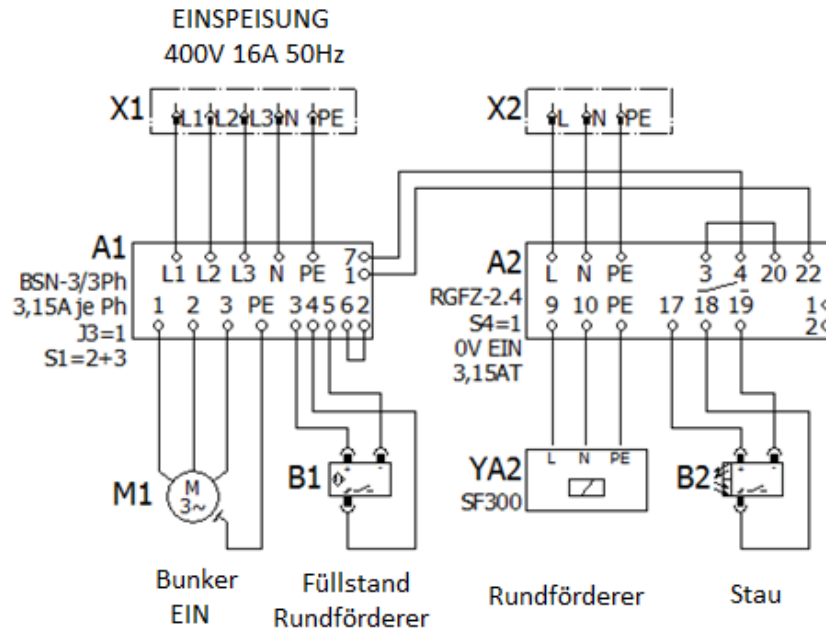 EINSPEISUNG
400V 16A 50Hz
X1
L1 L2 L3 N PE
X2
L N PE
A1
L1 L2 L3 N PE 7
1
BSN-3/3Ph
3,15A je Ph
J3=1
S1=2+3
1 2 3 PE 3 4 5 6 2
A2
L N PE 3 4 20 22
RGFZ-2.4
S4=1
0V EIN
3,15AT
9 10 PE 17 18 19
1
2
M1
M
3~
B1
+ -
YA2
SF300
L N PE
B2
+ -
Bunker
EIN
Füllstand
Rundförderer
Rundförderer
Stau